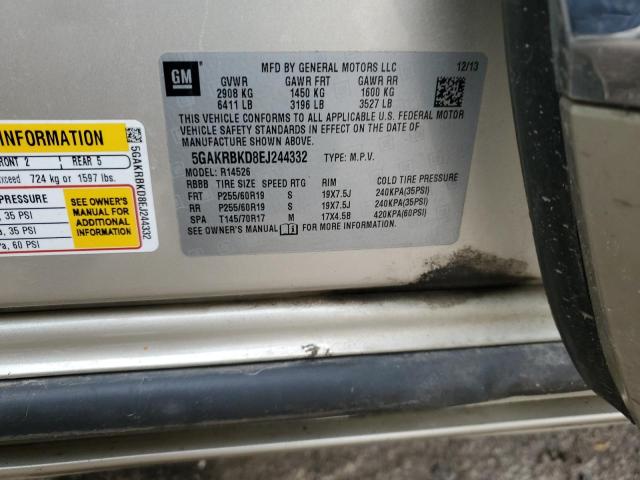 GM
MFD BY GENERAL MOTORS LLC 12/13
GVWR GAWR FRT GAWR RR
2908 KG 1450 KG 1600 KG
6411 LB 3196 LB 3527 LB
THIS VEHICLE CONFORMS TO ALL APPLICABLE U.S. FEDERAL MOTOR
VEHICLE SAFETY AND BUMPER STANDARDS IN EFFECT ON THE DATE OF
MANUFACTURE SHOWN ABOVE.
5GAKRBKD8EJ244332 TYPE: M.P.V.
MODEL: R14526
RBBB TIRE SIZE SPEED RTG RIM COLD TIRE PRESSURE
FRT P255/60R19 S 19X7.5J 240KPA(35PSI)
RR P255/60R19 S 19X7.5J 240KPA(35PSI)
SPA T145/70R17 M 17X4.5B 420KPA(60PSI)
SEE OWNER'S MANUAL FOR MORE INFORMATION.
INFORMATION
FRONT 2 REAR 5
exceed 724 kg or 1597 lbs.
PRESSURE
, 35 PSI
a, 35 PSI
a, 60 PSI
SEE OWNER'S
MANUAL FOR
ADDITIONAL
INFORMATION
5GAKRBKD8EJ244332